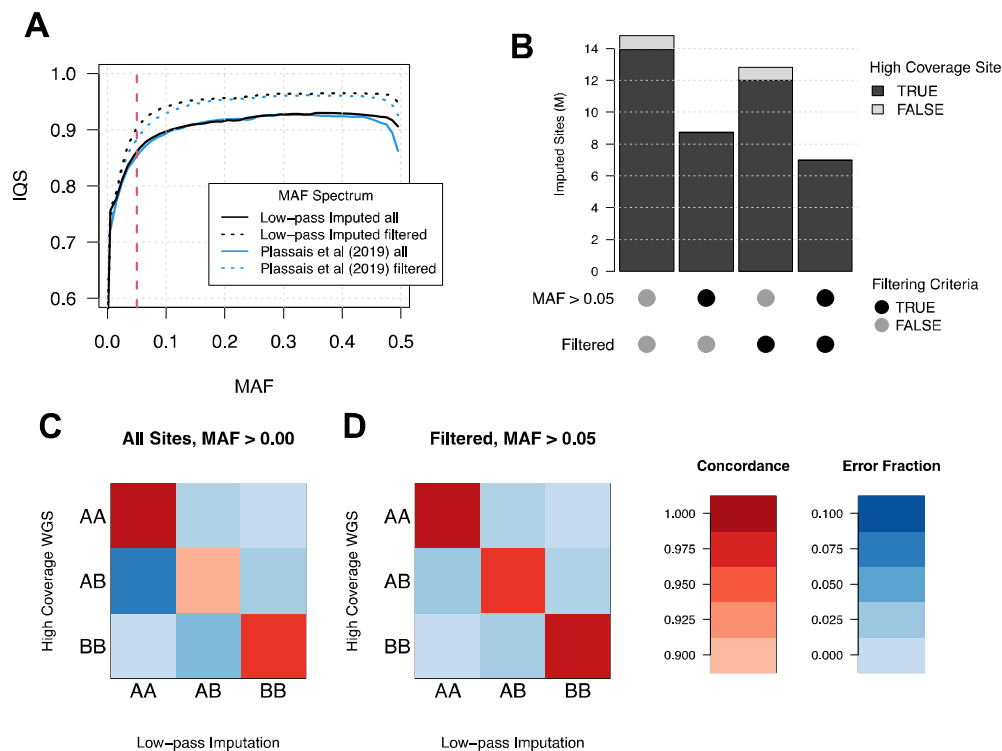 A
1.0
0.9
0.8
0.7
0.6
IQS
0.0 0.1 0.2 0.3 0.4 0.5
MAF
MAF Spectrum
Low−pass Imputed all
Low−pass Imputed filtered
Plassais et al (2019) all
Plassais et al (2019) filtered
B
14
12
10
8
6
4
2
0
Imputed Sites (M)
High Coverage Site
TRUE
FALSE
MAF > 0.05
Filtered
Filtering Criteria
TRUE
FALSE
C
All Sites, MAF > 0.00
High Coverage WGS
AA
AB
BB
AA AB BB
Low−pass Imputation
D
Filtered, MAF > 0.05
High Coverage WGS
AA
AB
BB
AA AB BB
Low−pass Imputation
Concordance
1.000
0.975
0.950
0.925
0.900
Error Fraction
0.100
0.075
0.050
0.025
0.000